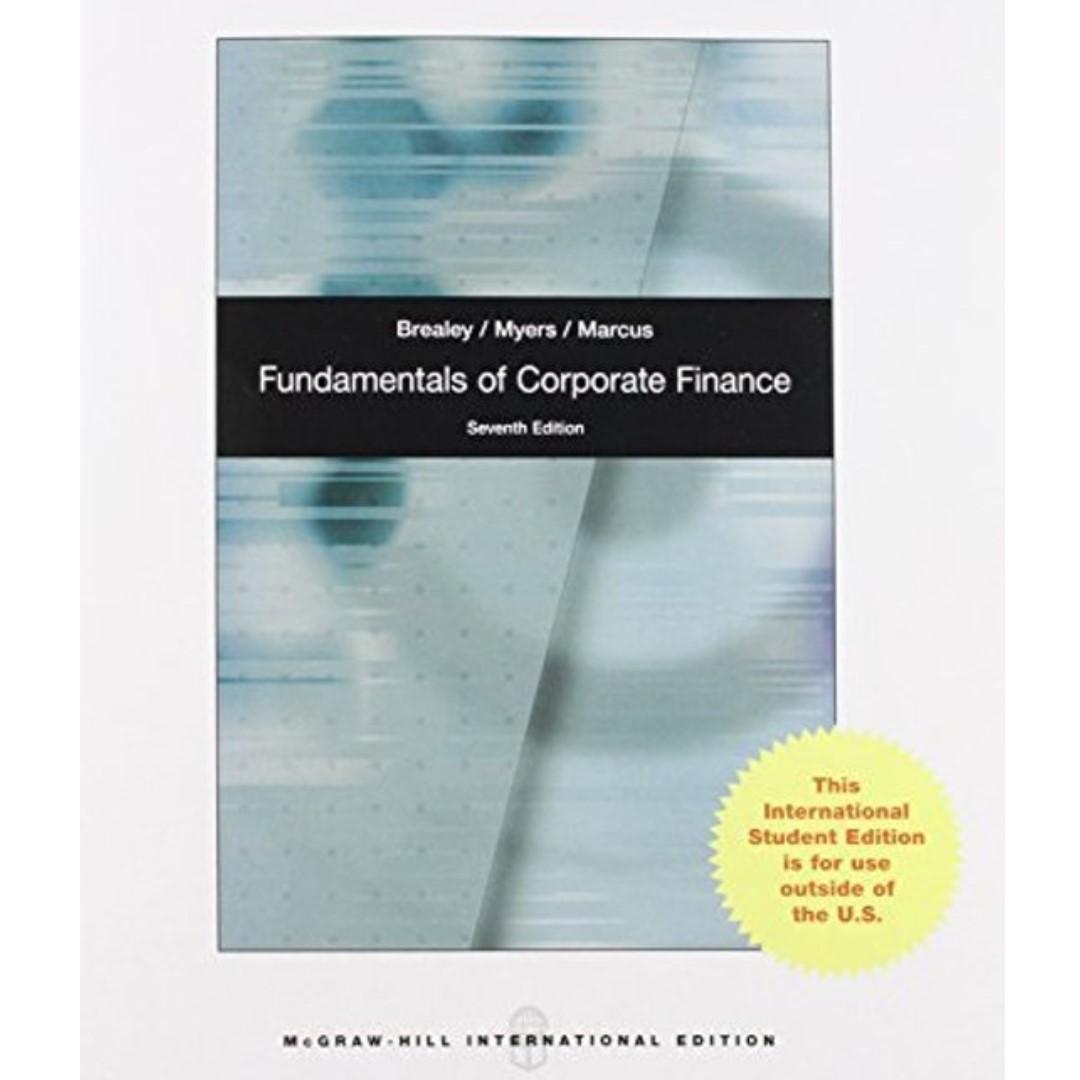 Brealey / Myers / Marcus
Fundamentals of Corporate Finance
Seventh Edition
This
International
Student Edition
is for use
outside of
the U.S.
McGRAW-HILL INTERNATIONAL EDITION